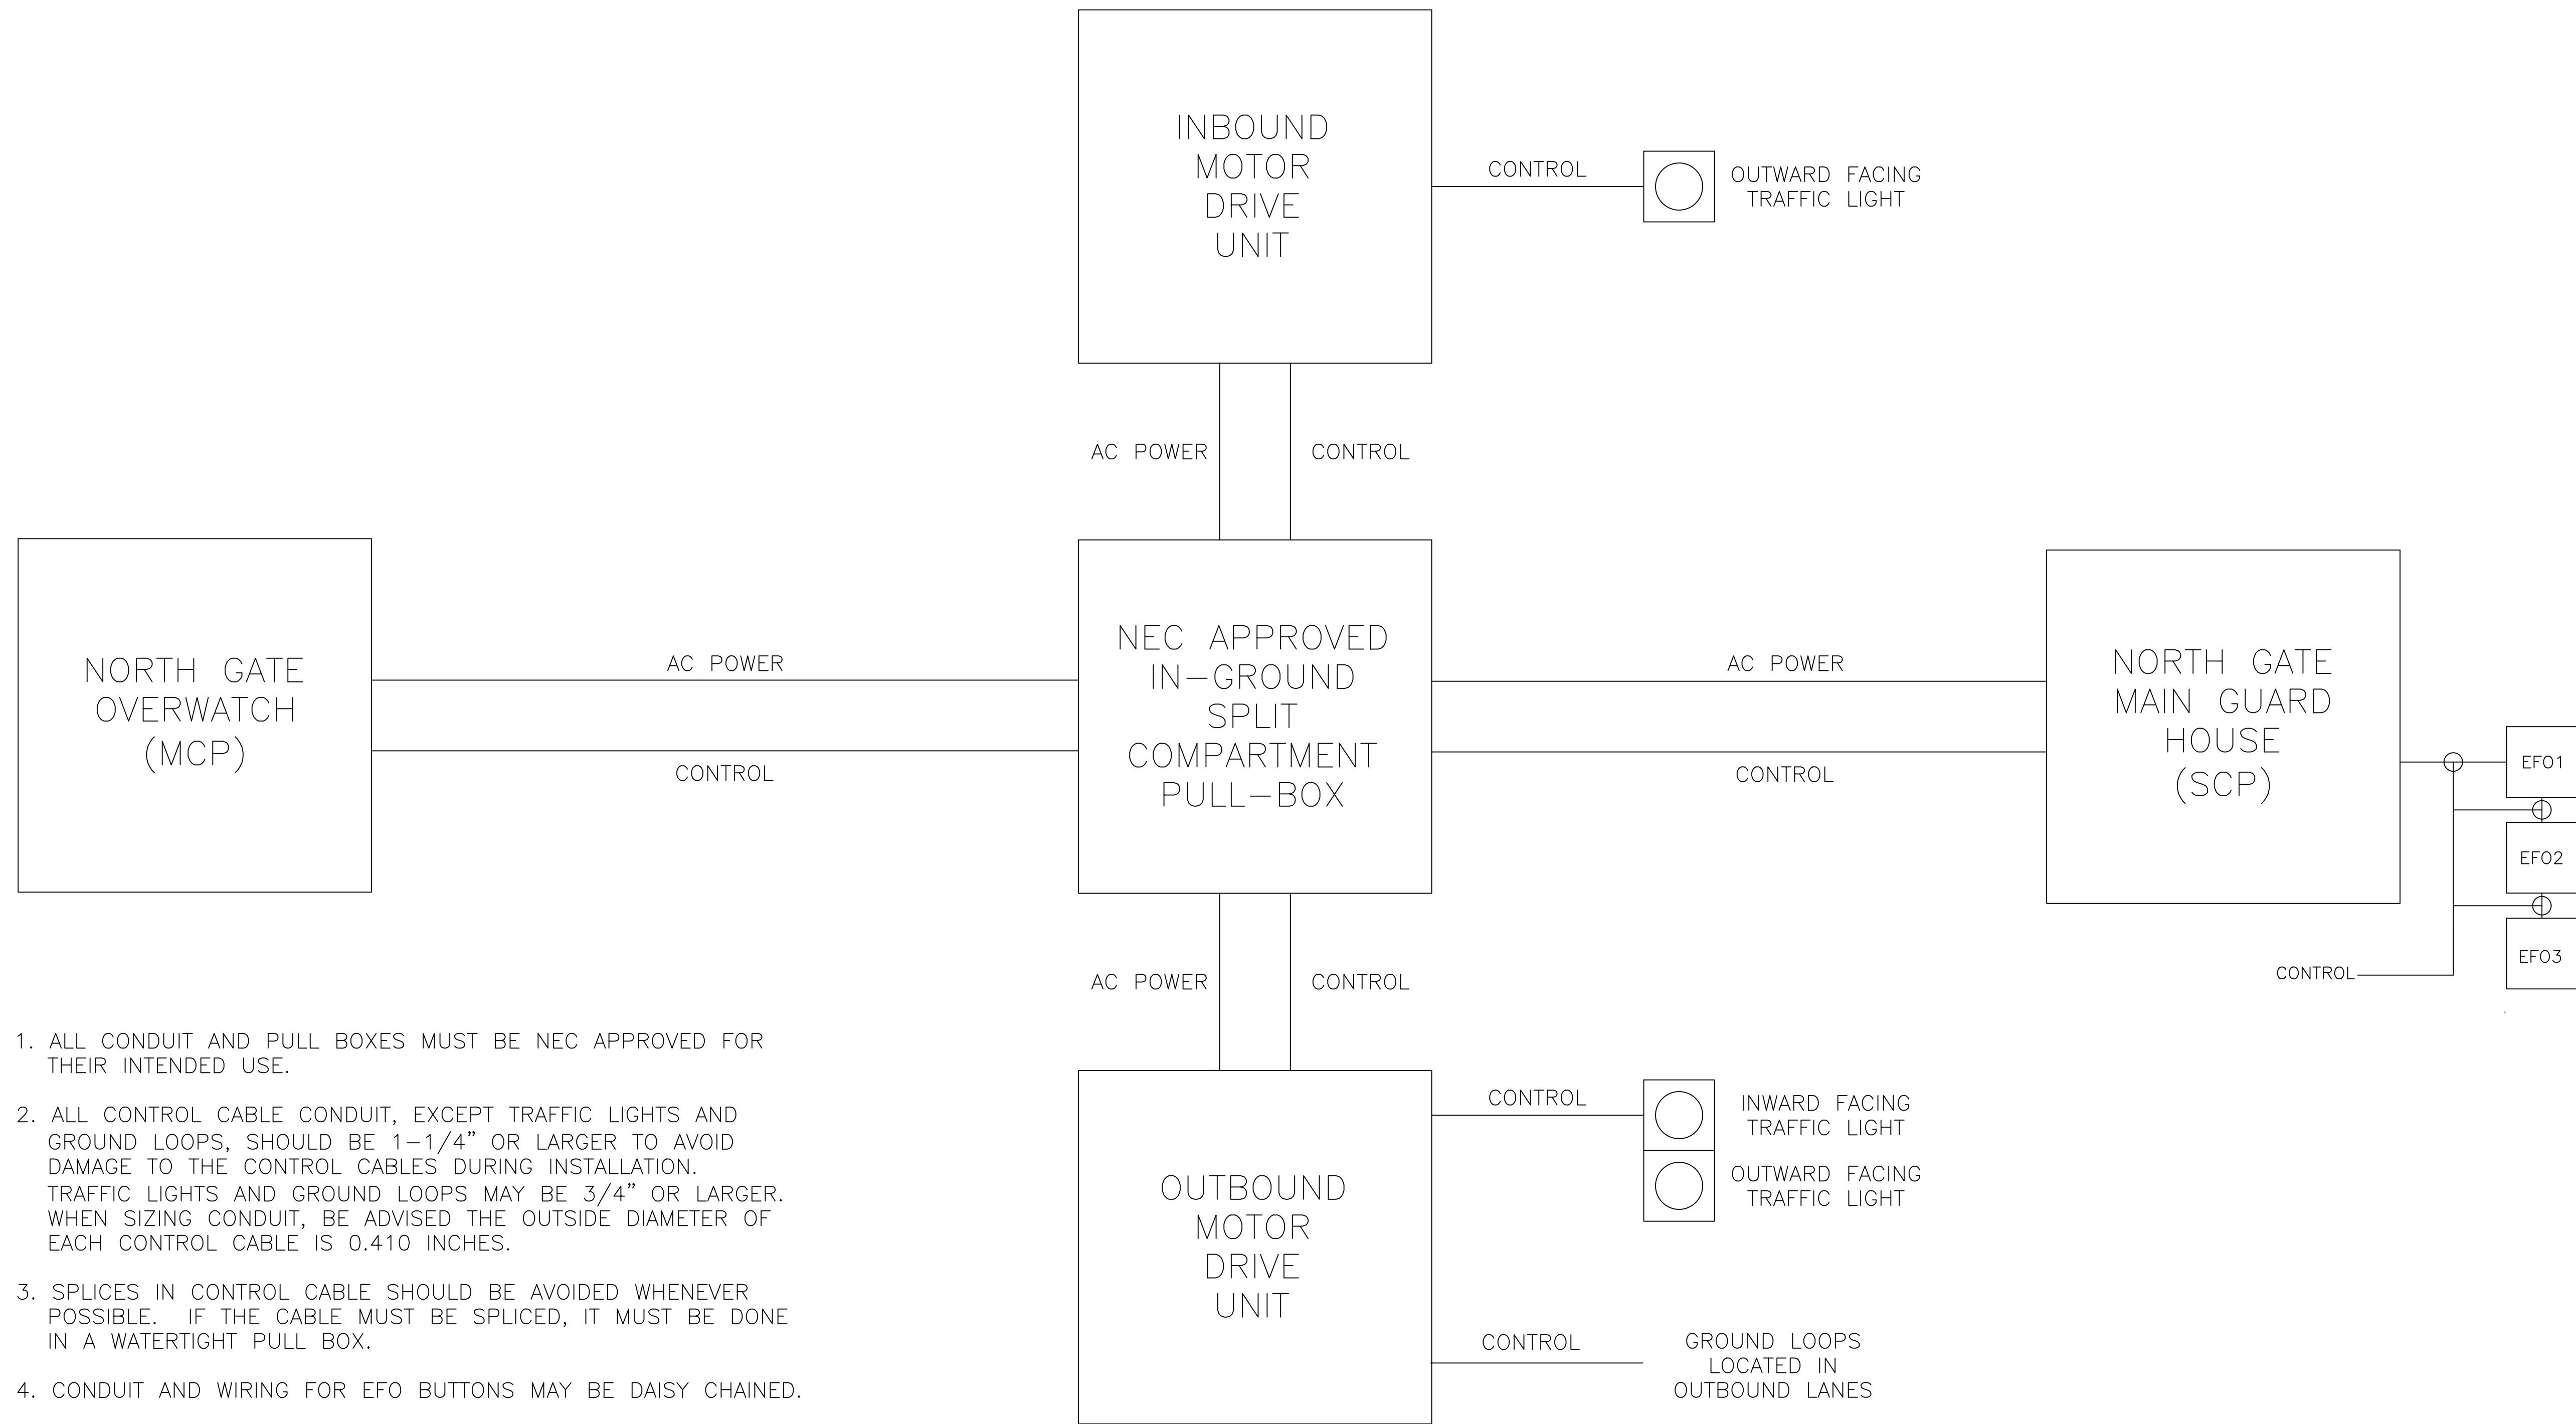 INBOUND
MOTOR
DRIVE
UNIT
CONTROL
OUTWARD FACING
TRAFFIC LIGHT
AC POWER
CONTROL
NORTH GATE
OVERWATCH
(MCP)
AC POWER
CONTROL
NEC APPROVED
IN-GROUND
SPLIT
COMPARTMENT
PULL-BOX
AC POWER
CONTROL
NORTH GATE
MAIN GUARD
HOUSE
(SCP)
EFO1
EFO2
EFO3
CONTROL
AC POWER
CONTROL
OUTBOUND
MOTOR
DRIVE
UNIT
CONTROL
INWARD FACING
TRAFFIC LIGHT
OUTWARD FACING
TRAFFIC LIGHT
CONTROL
GROUND LOOPS
LOCATED IN
OUTBOUND LANES
1. ALL CONDUIT AND PULL BOXES MUST BE NEC APPROVED FOR
THEIR INTENDED USE.
2. ALL CONTROL CABLE CONDUIT, EXCEPT TRAFFIC LIGHTS AND
GROUND LOOPS, SHOULD BE 1-1/4" OR LARGER TO AVOID
DAMAGE TO THE CONTROL CABLES DURING INSTALLATION.
TRAFFIC LIGHTS AND GROUND LOOPS MAY BE 3/4" OR LARGER.
WHEN SIZING CONDUIT, BE ADVISED THE OUTSIDE DIAMETER OF
EACH CONTROL CABLE IS 0.410 INCHES.
3. SPLICES IN CONTROL CABLE SHOULD BE AVOIDED WHENEVER
POSSIBLE. IF THE CABLE MUST BE SPLICED, IT MUST BE DONE
IN A WATERTIGHT PULL BOX.
4. CONDUIT AND WIRING FOR EFO BUTTONS MAY BE DAISY CHAINED.